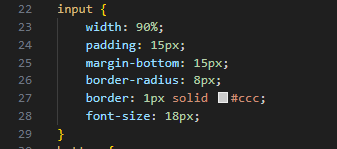 22 input {
23 width: 90%;
24 padding: 15px;
25 margin-bottom: 15px;
26 border-radius: 8px;
27 border: 1px solid #ccc;
28 font-size: 18px;
29 }